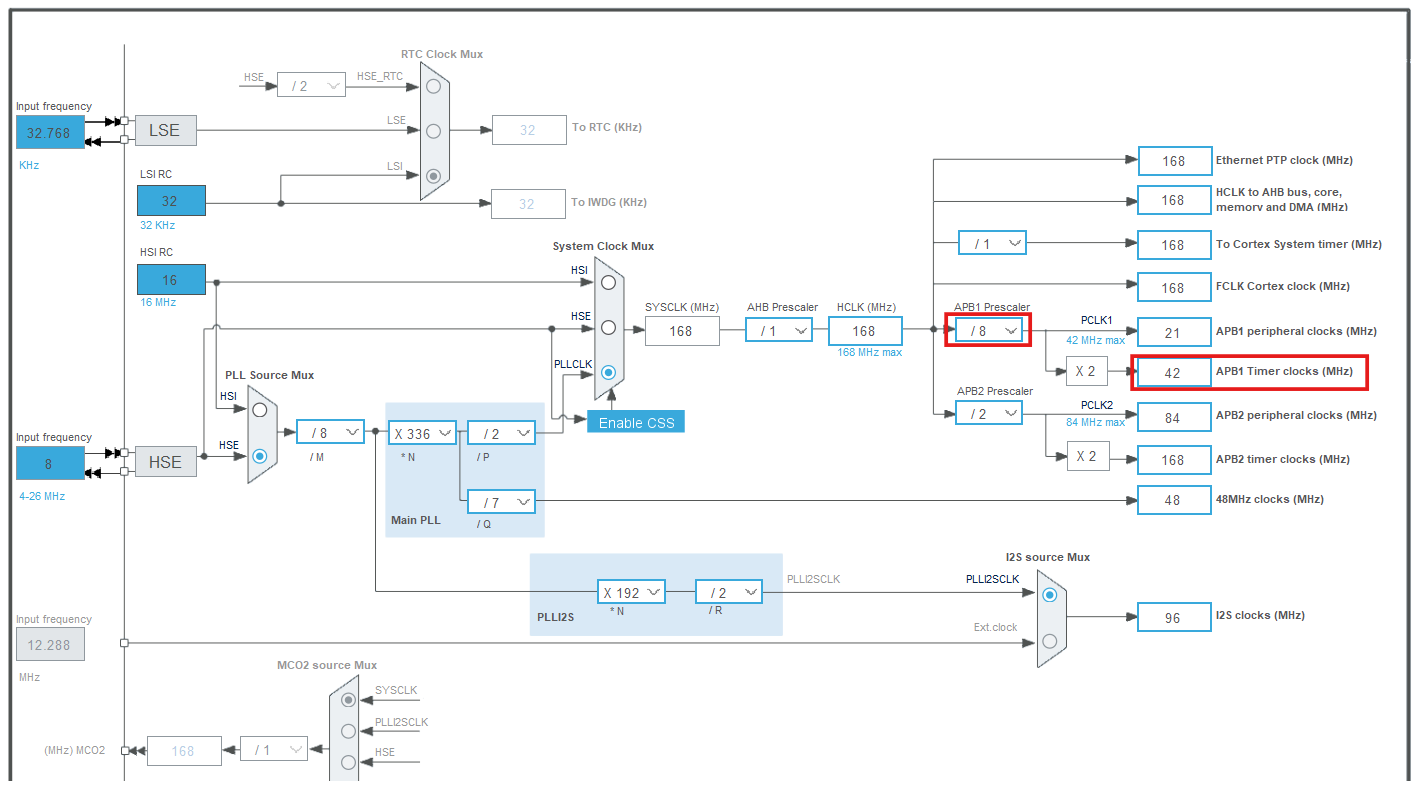 RTC Clock Mux
HSE
/ 2
HSE_RTC
Input frequency
32.768
KHz
LSE
LSE
32
To RTC (KHz)
LSI RC
32
32 KHz
LSI
32
To IWDG (KHz)
HSI RC
16
16 MHz
System Clock Mux
HSI
HSE
PLLCLK
Enable CSS
SYSCLK (MHz)
168
AHB Prescaler
/ 1
HCLK (MHz)
168
168 MHz max
168
Ethernet PTP clock (MHz)
168
HCLK to AHB bus, core,
memory and DMA (MHz)
/ 1
168
To Cortex System timer (MHz)
168
FCLK Cortex clock (MHz)
APB1 Prescaler
/ 8
PCLK1
42 MHz max
21
APB1 peripheral clocks (MHz)
X 2
42
APB1 Timer clocks (MHz)
APB2 Prescaler
/ 2
PCLK2
84 MHz max
84
APB2 peripheral clocks (MHz)
X 2
168
APB2 timer clocks (MHz)
48
48MHz clocks (MHz)
PLL Source Mux
HSI
HSE
Input frequency
8
4-26 MHz
HSE
/ 8
/ M
X 336
* N
/ 2
/ P
/ 7
/ Q
Main PLL
X 192
* N
/ 2
/ R
PLLI2S
PLLI2SCLK
I2S source Mux
PLLI2SCLK
Ext.clock
96
I2S clocks (MHz)
Input frequency
12.288
MHz
MCO2 source Mux
SYSCLK
PLLI2SCLK
HSE
(MHz) MCO2
168
/ 1